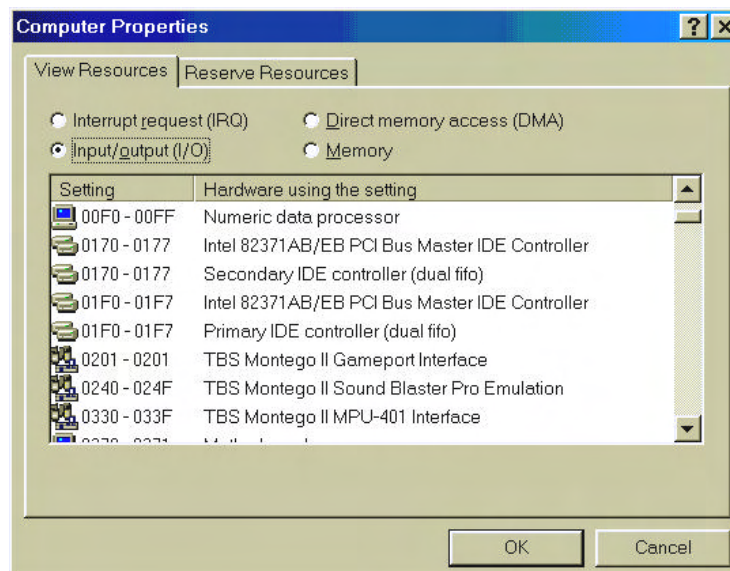 Computer Properties
View Resources Reserve Resources
Interrupt request (IRQ) Direct memory access (DMA)
Input/output (I/O) Memory
Setting Hardware using the setting
00F0 - 00FF Numeric data processor
0170 - 0177 Intel 82371AB/EB PCI Bus Master IDE Controller
0170 - 0177 Secondary IDE controller (dual fifo)
01F0 - 01F7 Intel 82371AB/EB PCI Bus Master IDE Controller
01F0 - 01F7 Primary IDE controller (dual fifo)
0201 - 0201 TBS Montego II Gameport Interface
0240 - 024F TBS Montego II Sound Blaster Pro Emulation
0330 - 033F TBS Montego II MPU-401 Interface
OK Cancel